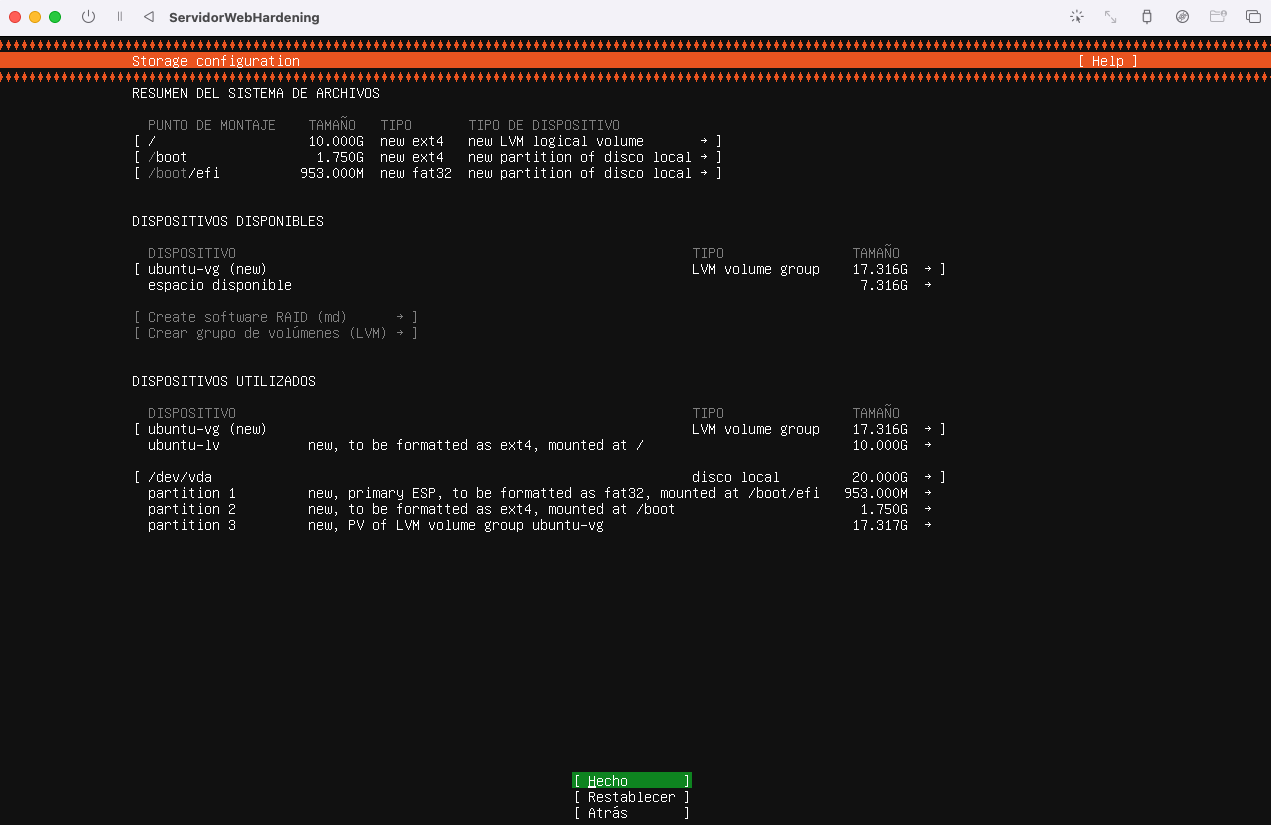 ServidorWebHardening
Storage configuration [ Help ]
RESUMEN DEL SISTEMA DE ARCHIVOS
PUNTO DE MONTAJE TAMAÑO TIPO TIPO DE DISPOSITIVO
[ / 10.000G new ext4 new LVM logical volume → ]
[ /boot 1.750G new ext4 new partition of disco local → ]
[ /boot/efi 953.000M new fat32 new partition of disco local → ]
DISPOSITIVOS DISPONIBLES
DISPOSITIVO TIPO TAMAÑO
[ ubuntu-vg (new) LVM volume group 17.316G → ]
espacio disponible 7.316G →
[ Create software RAID (md) → ]
[ Crear grupo de volúmenes (LVM) → ]
DISPOSITIVOS UTILIZADOS
DISPOSITIVO TIPO TAMAÑO
[ ubuntu-vg (new) LVM volume group 17.316G → ]
ubuntu-lv new, to be formatted as ext4, mounted at / 10.000G →
[ /dev/vda disco local 20.000G → ]
partition 1 new, primary ESP, to be formatted as fat32, mounted at /boot/efi 953.000M →
partition 2 new, to be formatted as ext4, mounted at /boot 1.750G →
partition 3 new, PV of LVM volume group ubuntu-vg 17.317G →
[ Hecho ]
[ Restablecer ]
[ Atrás ]